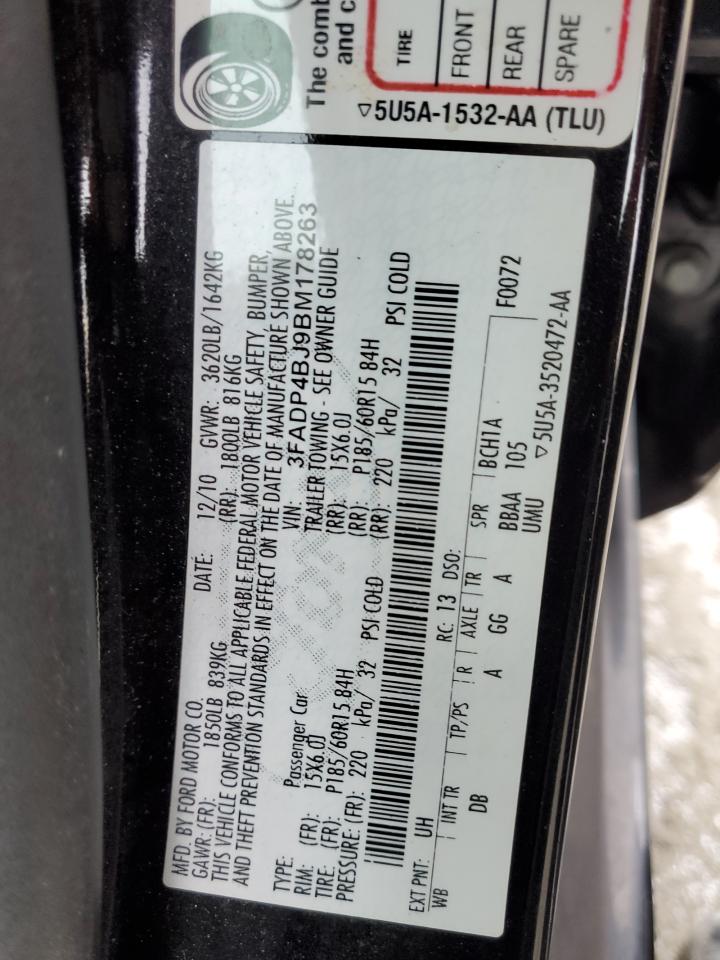 The comb
and c
TIRE
FRONT
REAR
SPARE
▽5U5A-1532-AA (TLU)
MFD. BY FORD MOTOR CO.
DATE: 12/10 GVWR: 3620LB/1642KG
GAWR: (FR): 1850LB 839KG (RR): 1800LB 816KG
THIS VEHICLE CONFORMS TO ALL APPLICABLE FEDERAL MOTOR VEHICLE SAFETY, BUMPER,
AND THEFT PREVENTION STANDARDS IN EFFECT ON THE DATE OF MANUFACTURE SHOWN ABOVE.
VIN: 3FADP4BJ9BM178263
TYPE: Passenger Car TRAILER TOWING - SEE OWNER GUIDE
RIM: (FR): 15X6.0J (RR): 15X6.0J
TIRE: (FR): P185/60R15 84H (RR): P185/60R15 84H
PRESSURE: (FR): 220 kPa/ 32 PSI COLD (RR): 220 kPa/ 32 PSI COLD
EXT PNT: UH RC: 13 DSO:
WB INT TR TP/PS R AXLE TR SPR BCH1A F0072
DB A GG A BBAA 105
UMU
▽5U5A-3520472-AA